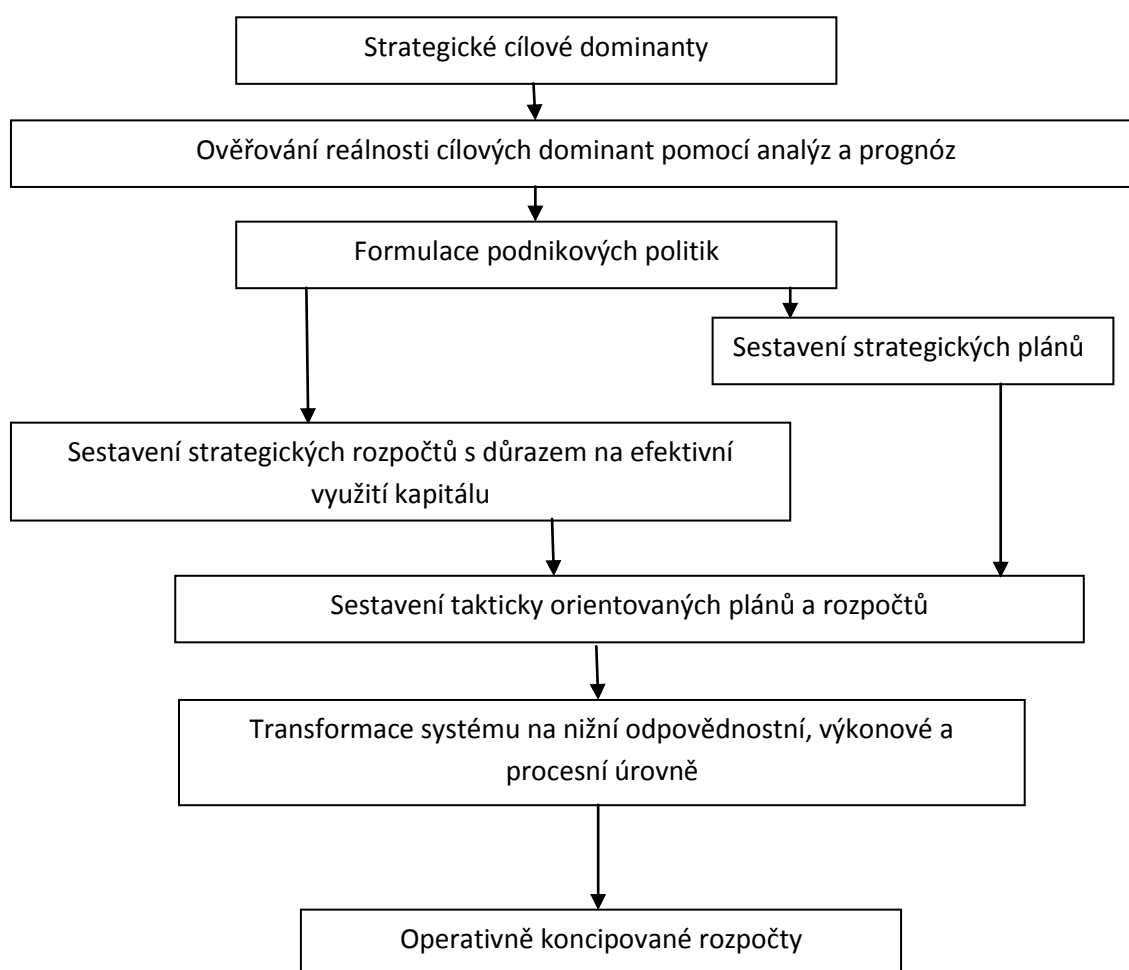 Strategické cílové dominanty
Ověřování reálnosti cílových dominant pomocí analýz a prognóz
Formulace podnikových politik
Sestavení strategických plánů
Sestavení strategických rozpočtů s důrazem na efektivní
využití kapitálu
Sestavení takticky orientovaných plánů a rozpočtů
Transformace systému na nižní odpovědnostní, výkonové a
procesní úrovně
Operativně koncipované rozpočty